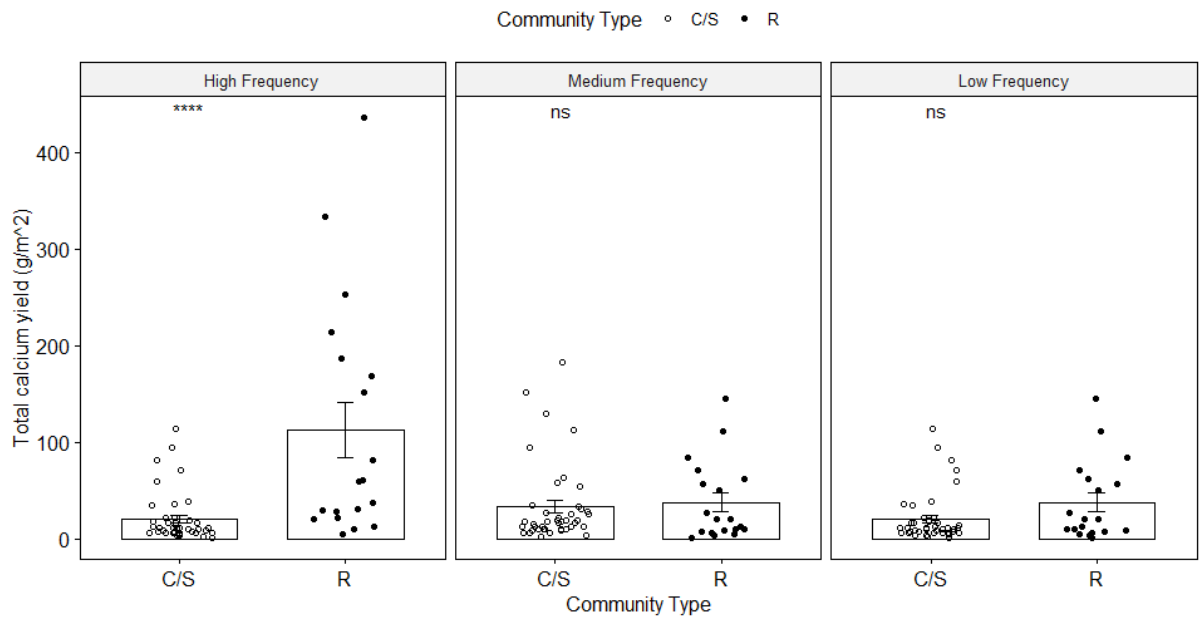 Community Type C/S R
High Frequency Medium Frequency Low Frequency
**** ns ns
400
300
200
100
0
Total calcium yield (g/m^2)
C/S R C/S R C/S R
Community Type